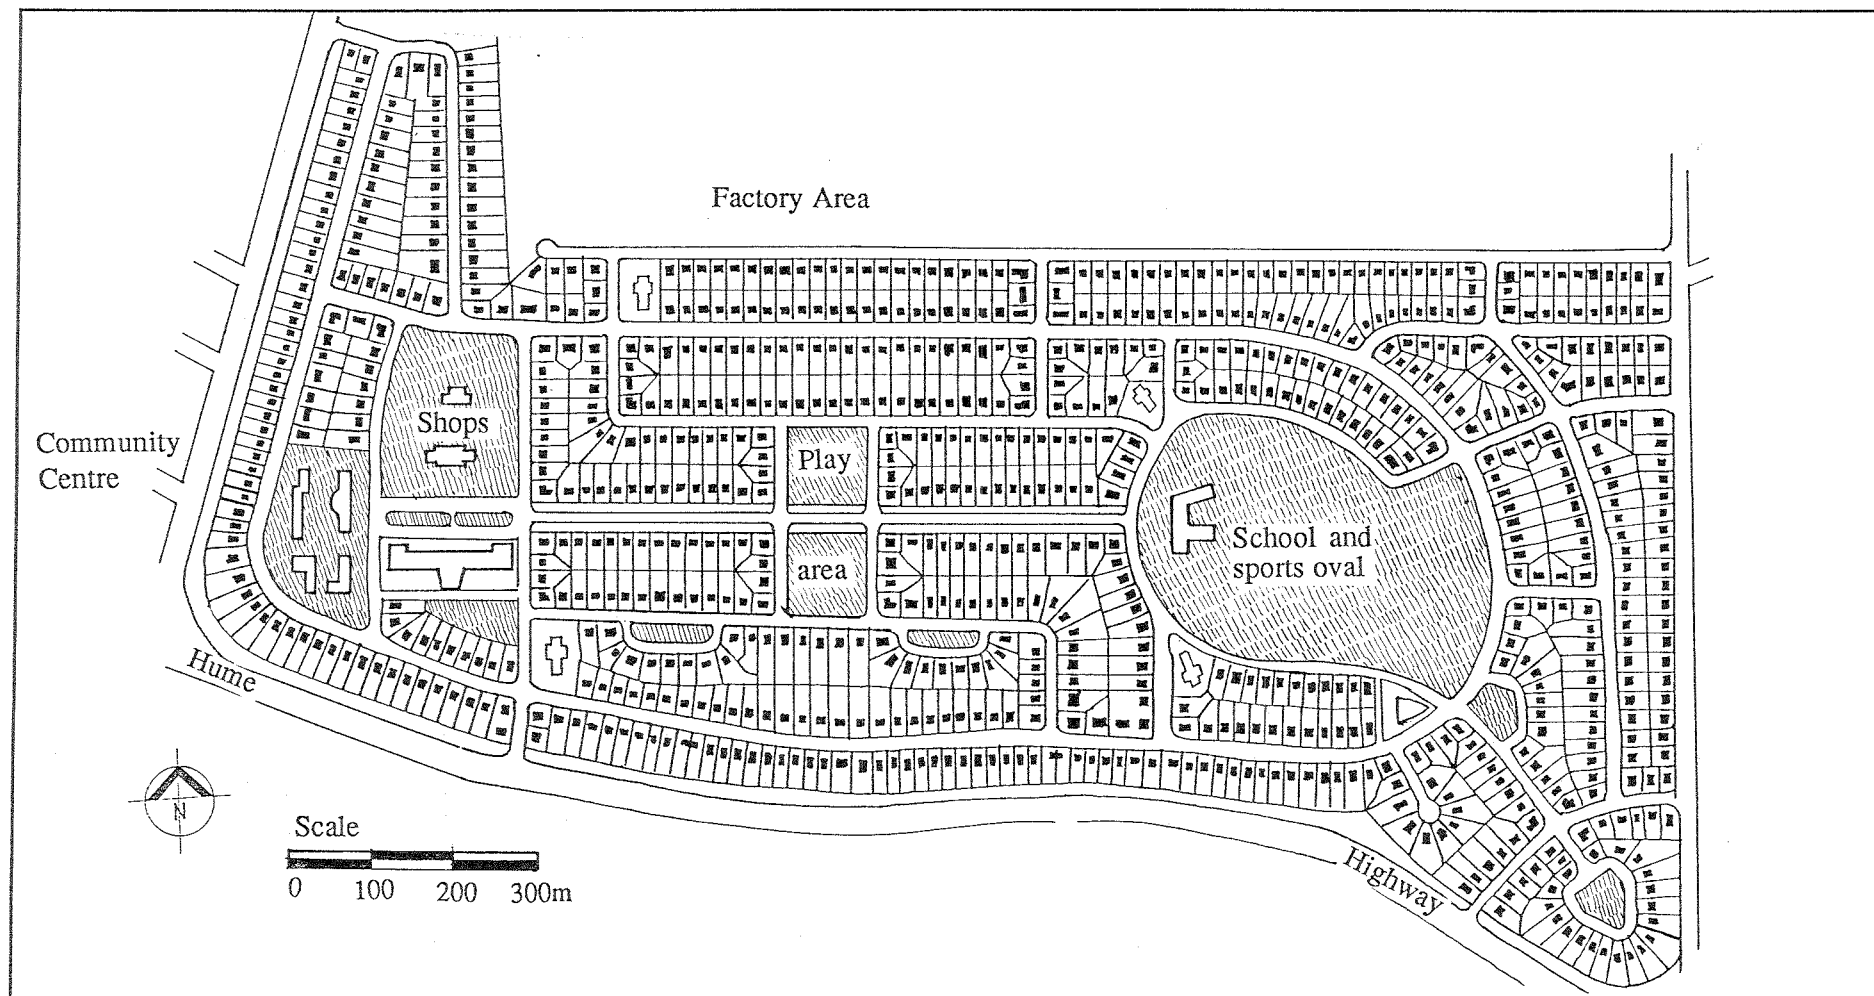 Factory Area
Shops
Community
Centre
Play
area
School and
sports oval
Hume
Highway
N
Scale
0 100 200 300m